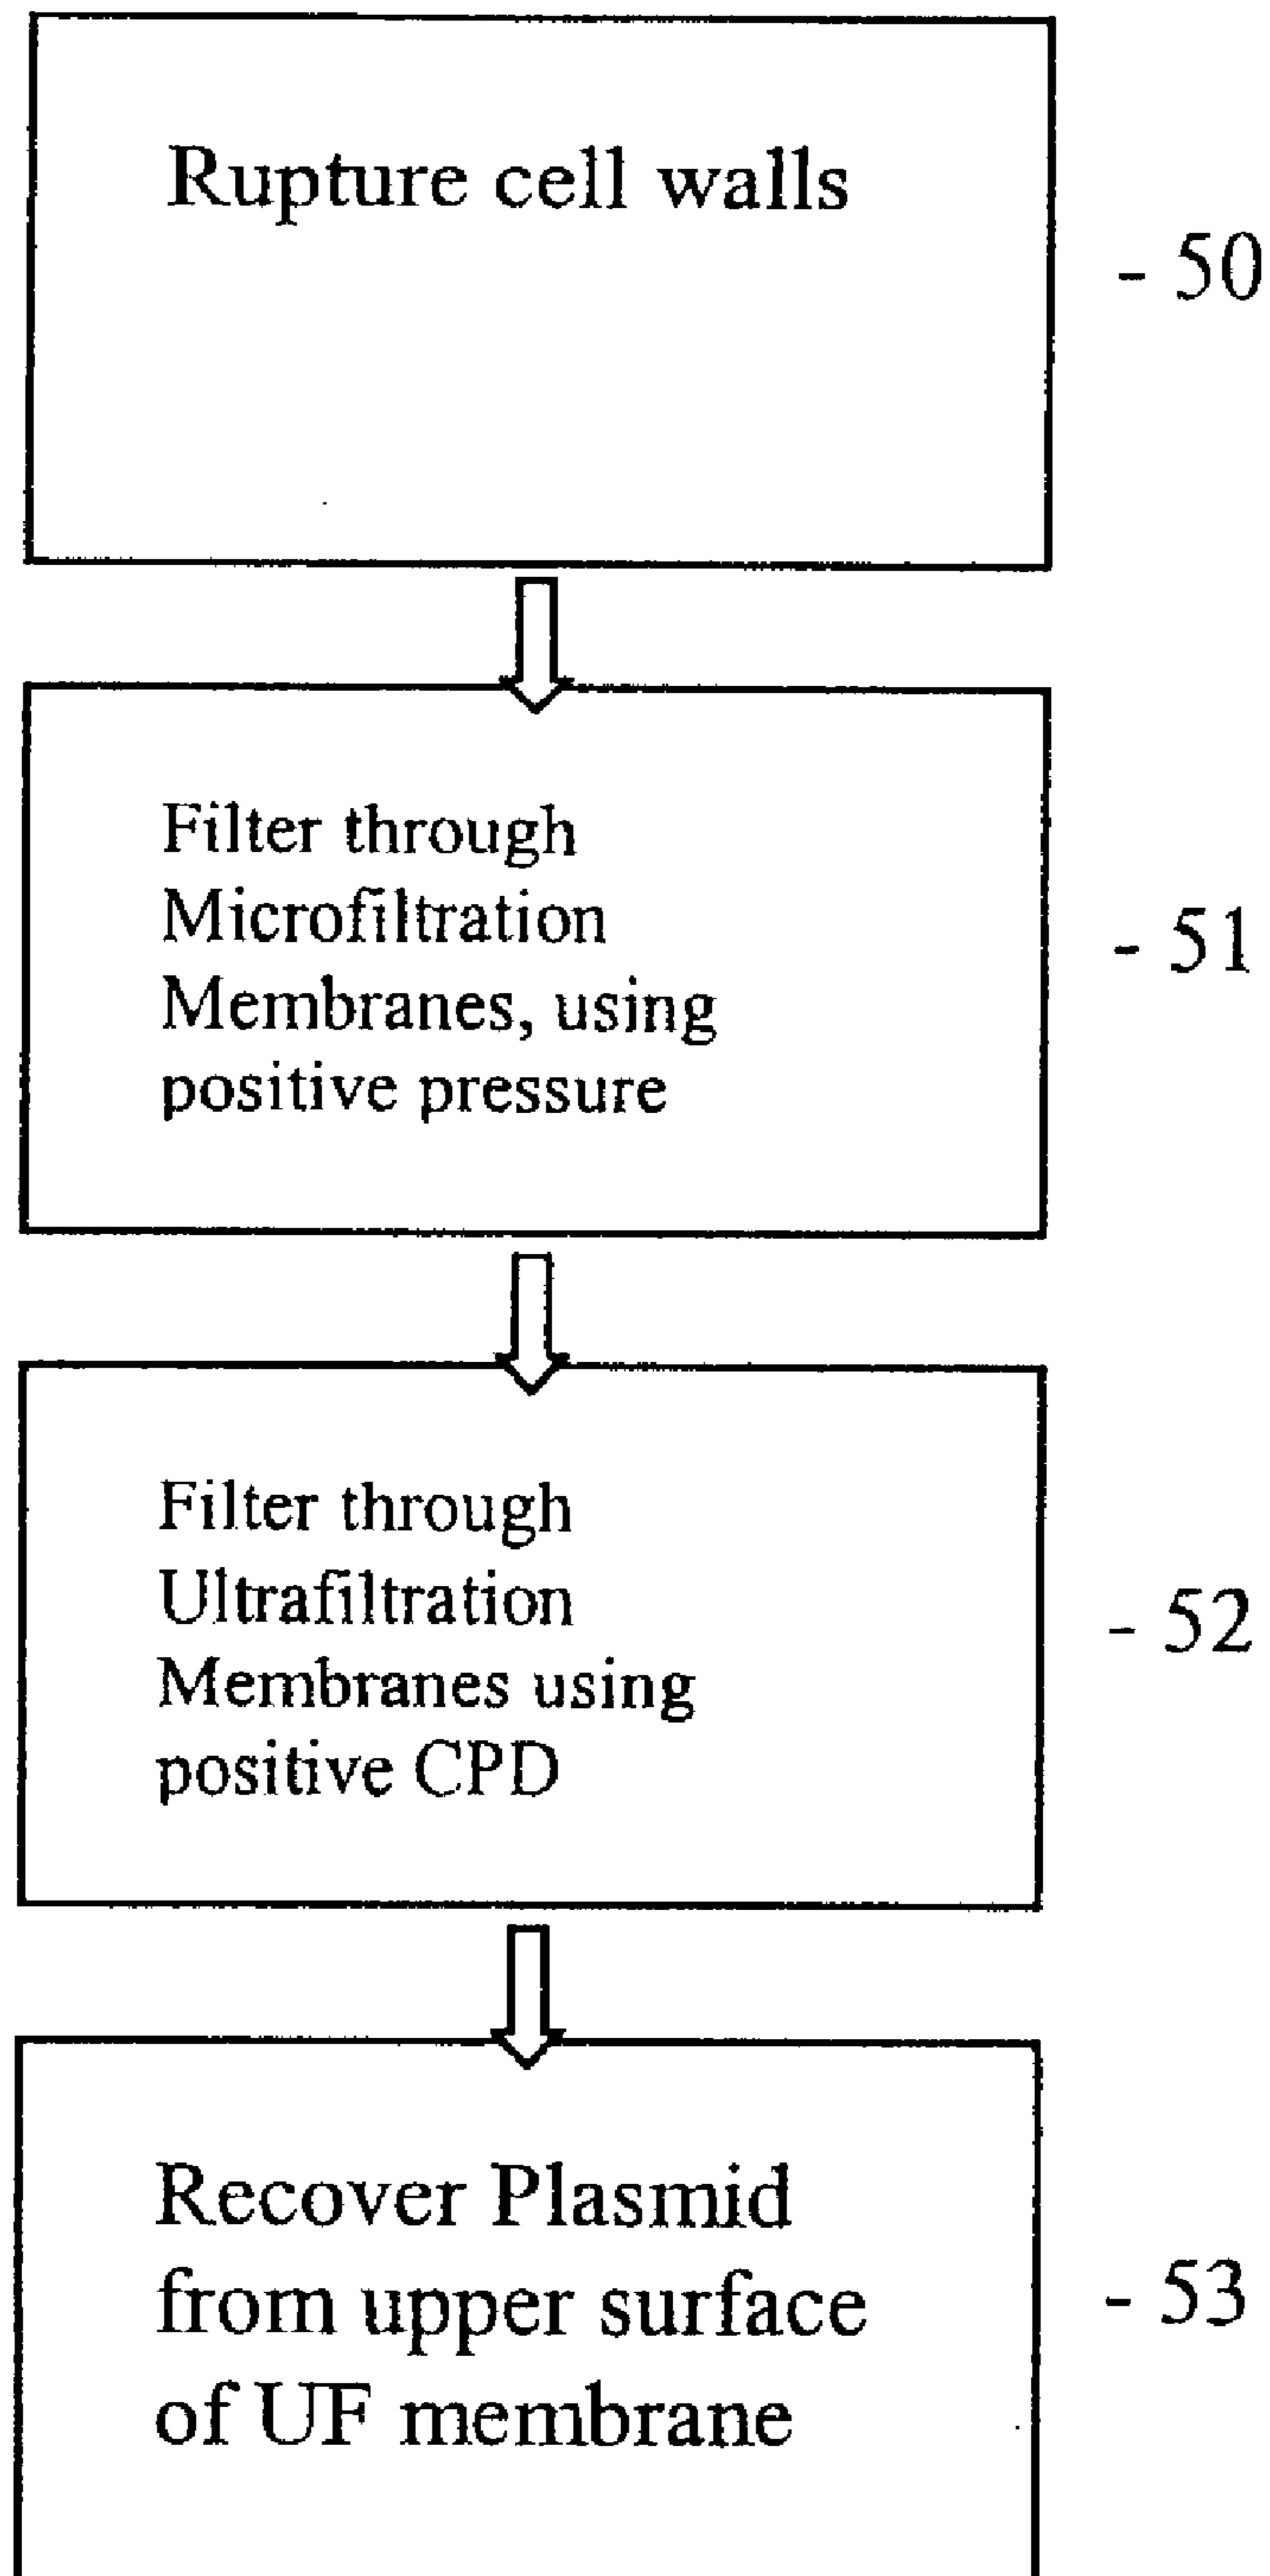 Rupture cell walls
- 50
Filter through
Microfiltration
Membranes, using
positive pressure
- 51
Filter through
Ultrafiltration
Membranes using
positive CPD
- 52
Recover Plasmid
from upper surface
of UF membrane
- 53